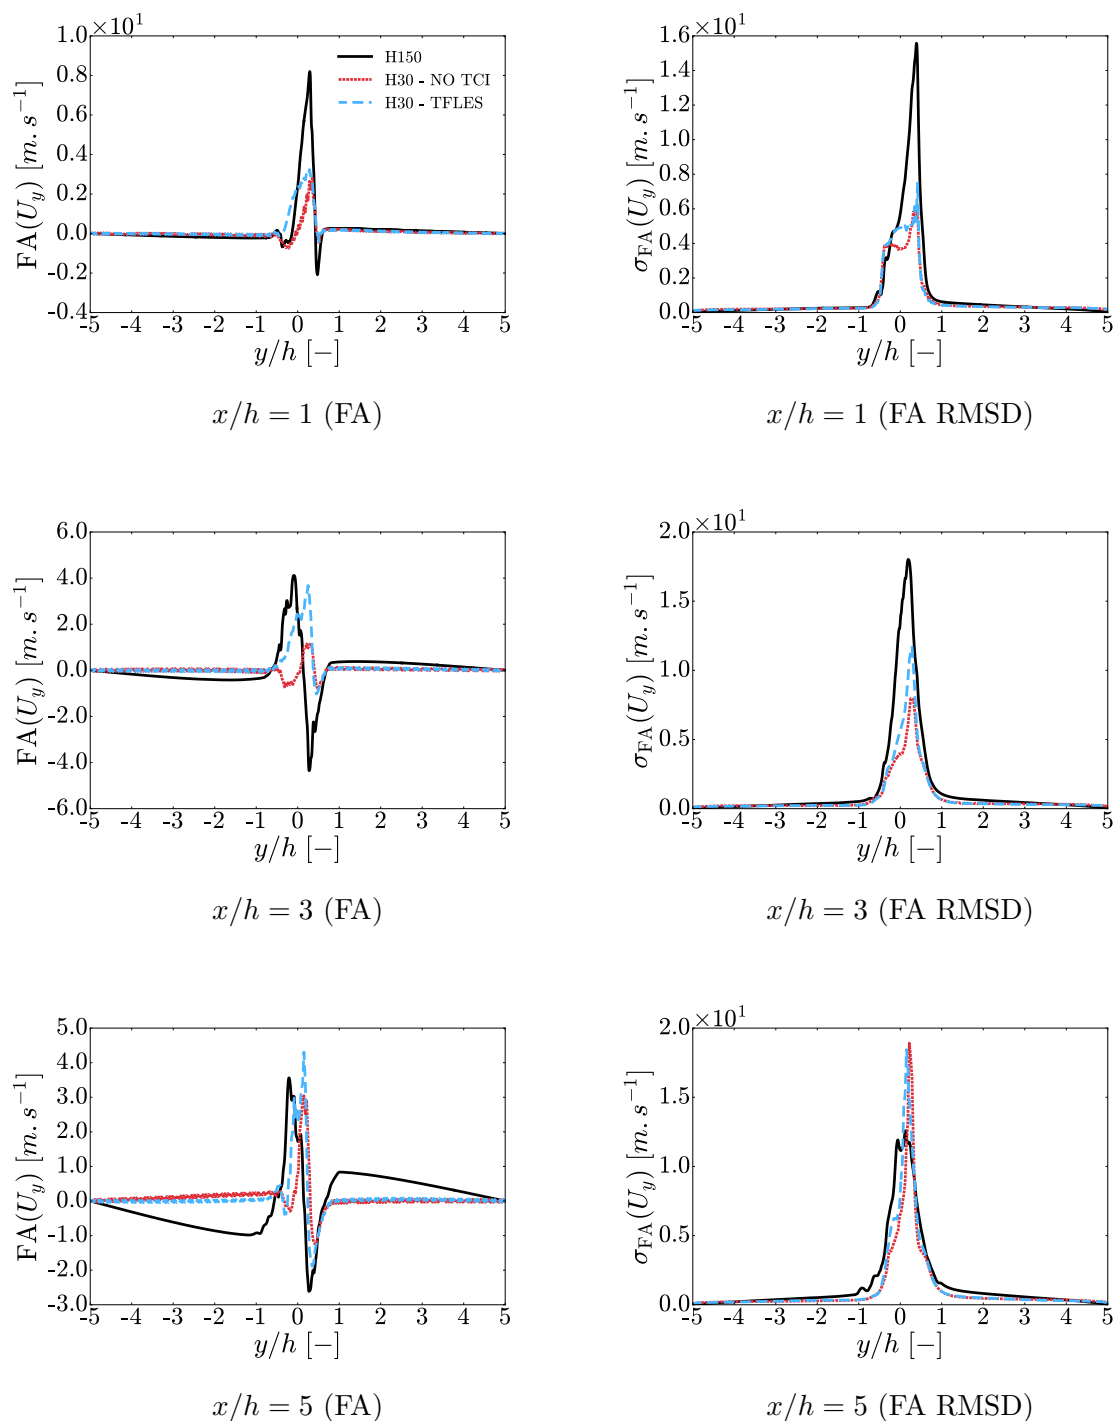 ×10¹
1.0
0.8
0.6
0.4
0.2
0.0
-0.2
-0.4
-5 -4 -3 -2 -1 0 1 2 3 4 5
FA(U_y) [m.s⁻¹]
y/h [−]
H150
H30 - NO TCI
H30 - TFLES
x/h = 1 (FA)
×10¹
1.6
1.4
1.2
1.0
0.8
0.6
0.4
0.2
0.0
-5 -4 -3 -2 -1 0 1 2 3 4 5
σ_FA(U_y) [m.s⁻¹]
y/h [−]
x/h = 1 (FA RMSD)
6.0
4.0
2.0
0.0
-2.0
-4.0
-6.0
-5 -4 -3 -2 -1 0 1 2 3 4 5
FA(U_y) [m.s⁻¹]
y/h [−]
x/h = 3 (FA)
×10¹
2.0
1.5
1.0
0.5
0.0
-5 -4 -3 -2 -1 0 1 2 3 4 5
σ_FA(U_y) [m.s⁻¹]
y/h [−]
x/h = 3 (FA RMSD)
5.0
4.0
3.0
2.0
1.0
0.0
-1.0
-2.0
-3.0
-5 -4 -3 -2 -1 0 1 2 3 4 5
FA(U_y) [m.s⁻¹]
y/h [−]
x/h = 5 (FA)
×10¹
2.0
1.5
1.0
0.5
0.0
-5 -4 -3 -2 -1 0 1 2 3 4 5
σ_FA(U_y) [m.s⁻¹]
y/h [−]
x/h = 5 (FA RMSD)